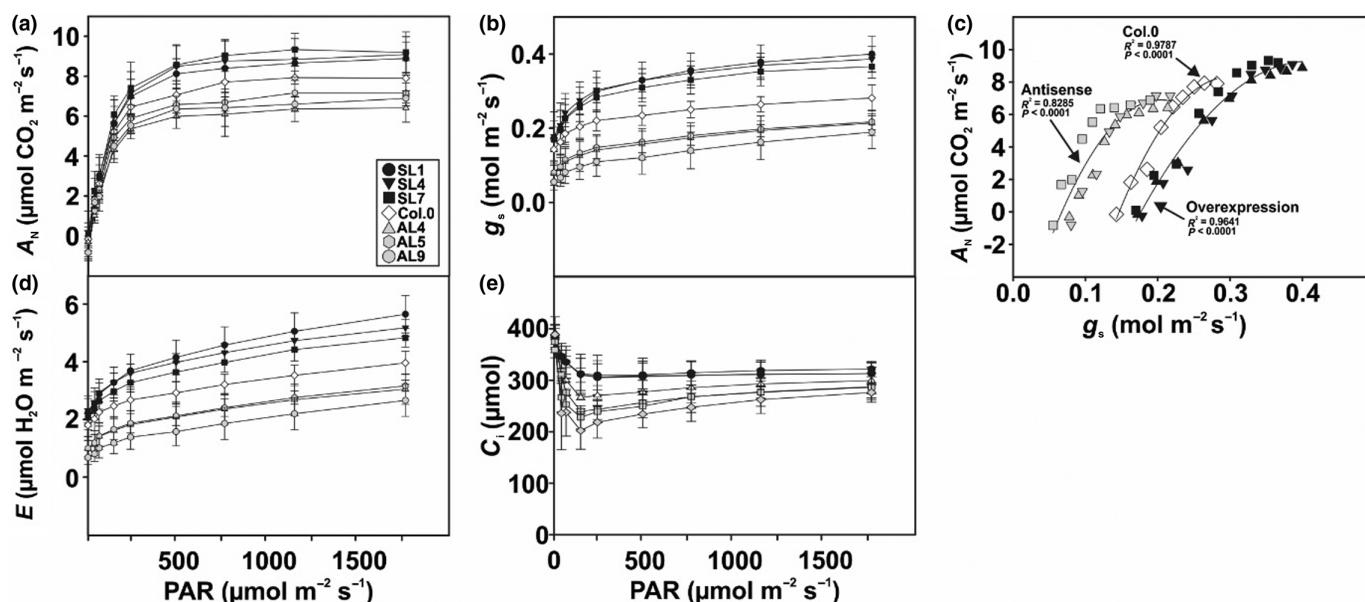 (a)
10
8
6
4
2
0
A_N (μmol CO₂ m⁻² s⁻¹)
SL1
SL4
SL7
Col.0
AL4
AL5
AL9
(b)
0.4
0.2
0.0
g_s (mol m⁻² s⁻¹)
(c)
10
8
6
4
2
0
-2
A_N (μmol CO₂ m⁻² s⁻¹)
Col.0
R² = 0.9787
P < 0.0001
Antisense
R² = 0.8285
P < 0.0001
Overexpression
R² = 0.9641
P < 0.0001
0.0 0.1 0.2 0.3 0.4
g_s (mol m⁻² s⁻¹)
(d)
6
4
2
0
E (μmol H₂O m⁻² s⁻¹)
500 1000 1500
PAR (μmol m⁻² s⁻¹)
(e)
400
300
200
100
0
C_i (μmol)
0 500 1000 1500
PAR (μmol m⁻² s⁻¹)